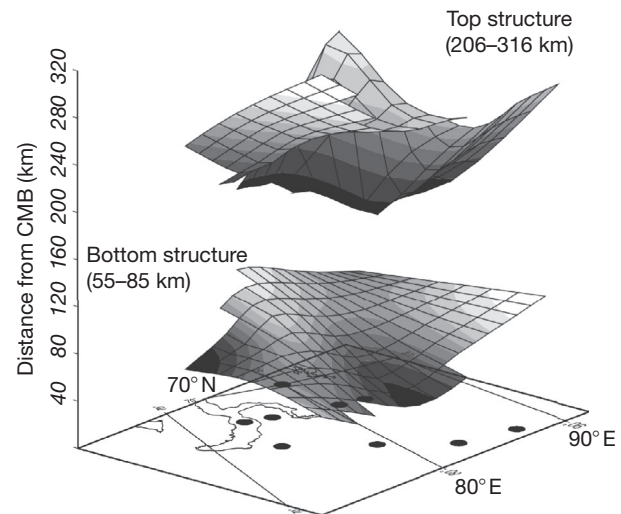 Top structure
(206–316 km)
320
280
240
200
160
120
80
40
Distance from CMB (km)
Bottom structure
(55–85 km)
70° N
90° E
80° E